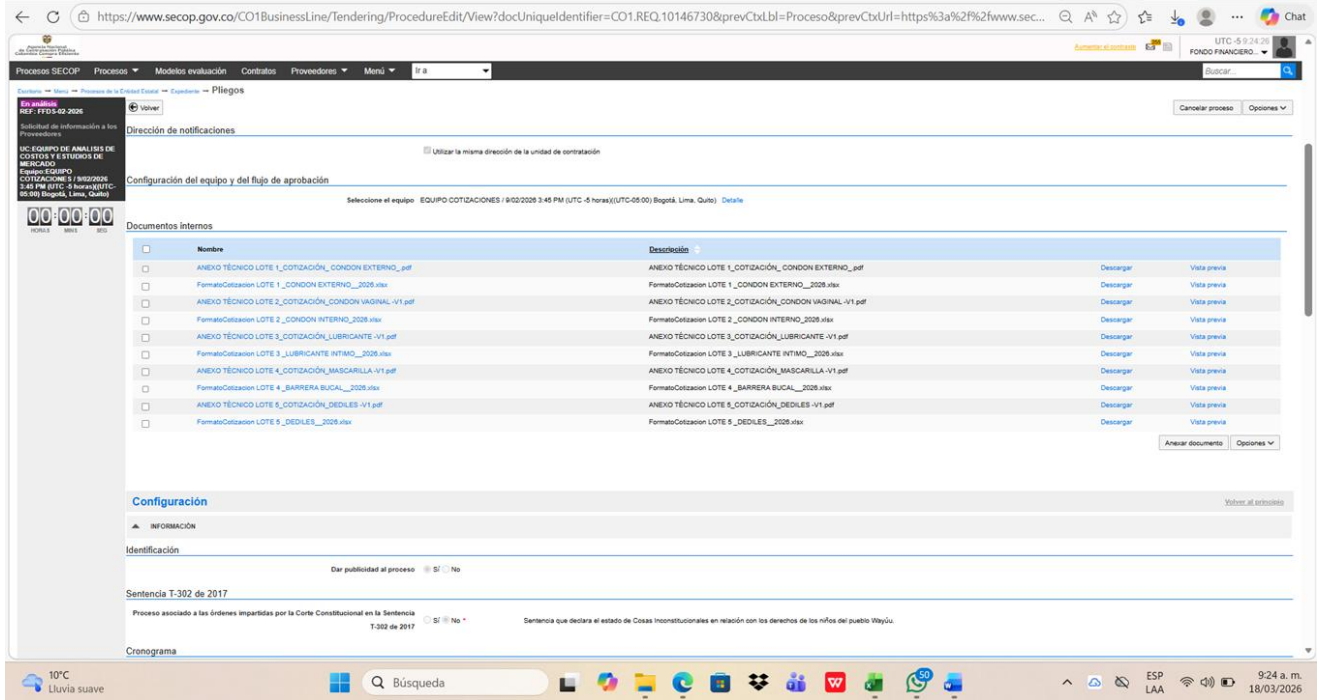 https://www.secop.gov.co/CO1BusinessLine/Tendering/ProcedureEdit/View?docUniqueIdentifier=CO1.REQ.10146730&prevCtxLbl=Proceso&prevCtxUrl=https%3a%2f%2fwww.sec...
Chat
Aumentar el contraste
UTC -5 9:24:26
FONDO FINANCIERO...
Procesos SECOP Procesos Modelos evaluación Contratos Proveedores Menú Ir a Buscar...
Escritorio → Menú → Procesos de la Entidad Estatal → Expediente → Pliegos
En análisis
REF: FFDS-02-2026
Solicitud de información a los Proveedores
UC:EQUIPO DE ANALISIS DE COSTOS Y ESTUDIOS DE MERCADO
Equipo:EQUIPO COTIZACIONES / 9/02/2026 3:45 PM (UTC -5 horas)((UTC-05:00) Bogotá, Lima, Quito)
00:00:00
HORAS MINS SEG
Volver
Cancelar proceso Opciones
Dirección de notificaciones
Utilizar la misma dirección de la unidad de contratación
Configuración del equipo y del flujo de aprobación
Seleccione el equipo EQUIPO COTIZACIONES / 9/02/2026 3:45 PM (UTC -5 horas)((UTC-05:00) Bogotá, Lima, Quito) Detalle
Documentos internos
Nombre Descripción
ANEXO TÉCNICO LOTE 1_COTIZACIÓN_ CONDON EXTERNO_.pdf ANEXO TÉCNICO LOTE 1_COTIZACIÓN_ CONDON EXTERNO_.pdf Descargar Vista previa
FormatoCotizacion LOTE 1 _CONDON EXTERNO__2026.xlsx FormatoCotizacion LOTE 1 _CONDON EXTERNO__2026.xlsx Descargar Vista previa
ANEXO TÉCNICO LOTE 2_COTIZACIÓN_CONDON VAGINAL -V1.pdf ANEXO TÉCNICO LOTE 2_COTIZACIÓN_CONDON VAGINAL -V1.pdf Descargar Vista previa
FormatoCotizacion LOTE 2 _CONDON INTERNO_2026.xlsx FormatoCotizacion LOTE 2 _CONDON INTERNO_2026.xlsx Descargar Vista previa
ANEXO TÉCNICO LOTE 3_COTIZACIÓN_LUBRICANTE -V1.pdf ANEXO TÉCNICO LOTE 3_COTIZACIÓN_LUBRICANTE -V1.pdf Descargar Vista previa
FormatoCotizacion LOTE 3 _LUBRICANTE INTIMO__2026.xlsx FormatoCotizacion LOTE 3 _LUBRICANTE INTIMO__2026.xlsx Descargar Vista previa
ANEXO TÉCNICO LOTE 4_COTIZACIÓN_MASCARILLA -V1.pdf ANEXO TÉCNICO LOTE 4_COTIZACIÓN_MASCARILLA -V1.pdf Descargar Vista previa
FormatoCotizacion LOTE 4 _BARRERA BUCAL__2026.xlsx FormatoCotizacion LOTE 4 _BARRERA BUCAL__2026.xlsx Descargar Vista previa
ANEXO TÉCNICO LOTE 5_COTIZACIÓN_DEDILES -V1.pdf ANEXO TÉCNICO LOTE 5_COTIZACIÓN_DEDILES -V1.pdf Descargar Vista previa
FormatoCotizacion LOTE 5 _DEDILES__2026.xlsx FormatoCotizacion LOTE 5 _DEDILES__2026.xlsx Descargar Vista previa
Anexar documento Opciones
Configuración Volver al principio
INFORMACIÓN
Identificación
Dar publicidad al proceso Sí No
Sentencia T-302 de 2017
Proceso asociado a las órdenes impartidas por la Corte Constitucional en la Sentencia T-302 de 2017 Sí No * Sentencia que declara el estado de Cosas Inconstitucionales en relación con los derechos de los niños del pueblo Wayúu.
Cronograma
10°C
Lluvia suave
Búsqueda
50
ESP
LAA
9:24 a. m.
18/03/2026